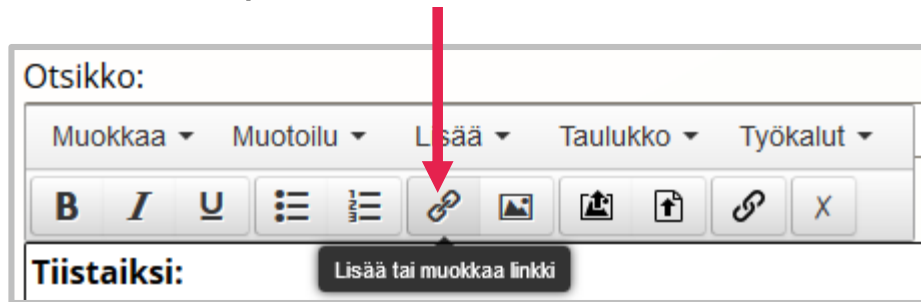 Otsikko:
Muokkaa Muotoilu Lisää Taulukko Työkalut
B I U X
Lisää tai muokkaa linkki
Tiistaiksi: